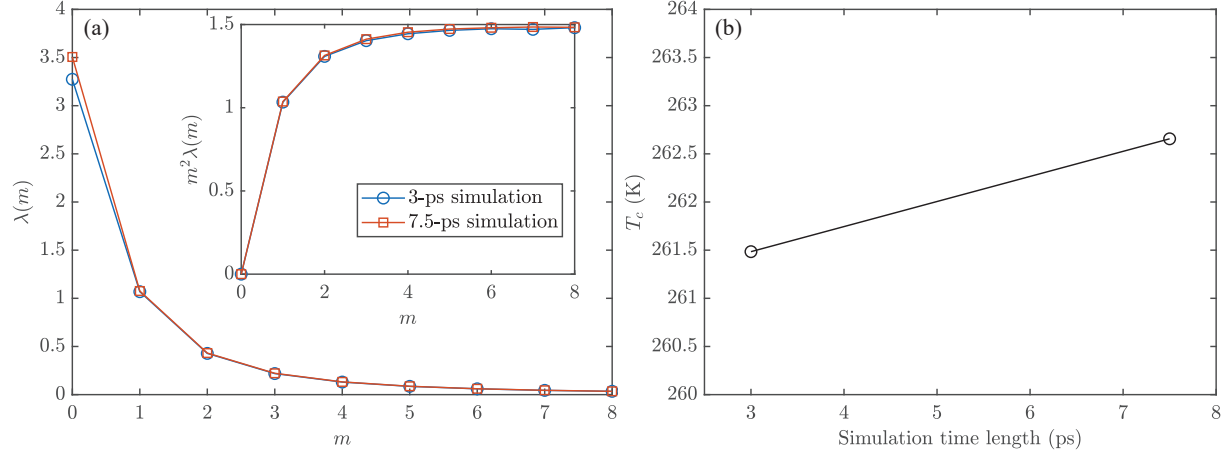 (a)
4
3.5
3
2.5
2
1.5
1
0.5
0
λ(m)
0 1 2 3 4 5 6 7 8
m
1.5
1
0.5
0
m² λ(m)
0 2 4 6 8
m
3-ps simulation
7.5-ps simulation
(b)
264
263.5
263
262.5
262
261.5
261
260.5
260
T_c (K)
3 4 5 6 7 8
Simulation time length (ps)